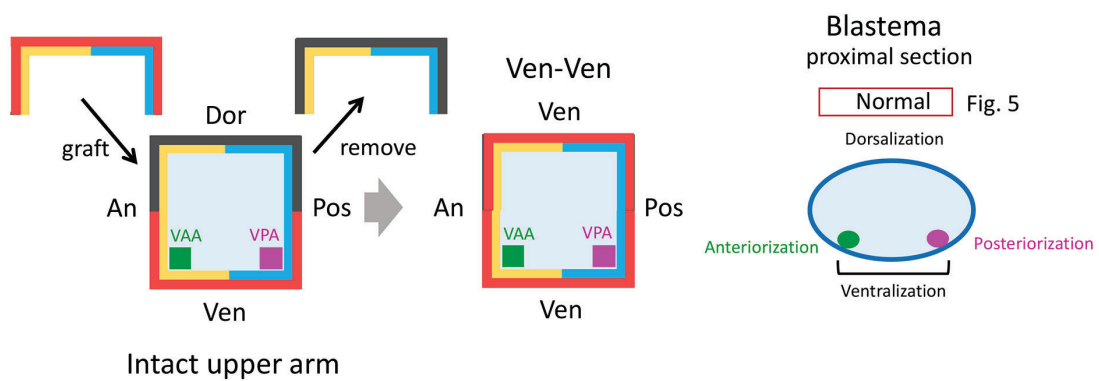 Dor
graft
remove
An
Pos
VAA
VPA
Ven
Intact upper arm
Ven-Ven
Ven
An
Pos
VAA
VPA
Ven
Blastema
proximal section
Normal
Fig. 5
Dorsalization
Anteriorization
Posteriorization
Ventralization